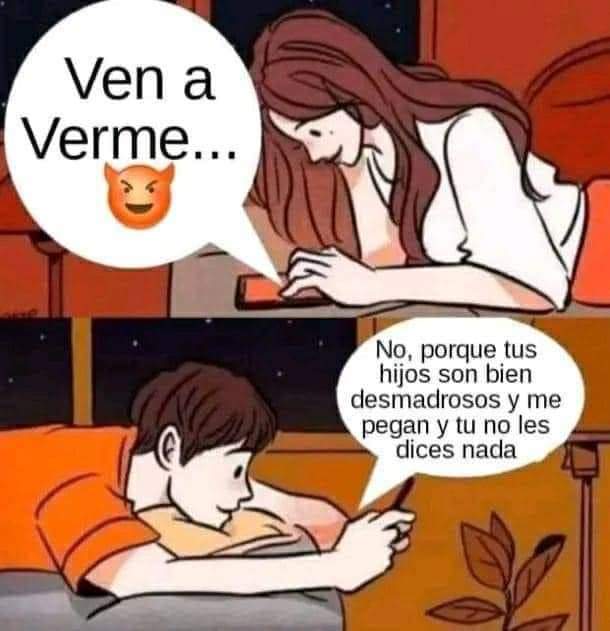 Ven a
Verme...
No, porque tus
hijos son bien
desmadrosos y me
pegan y tu no les
dices nada